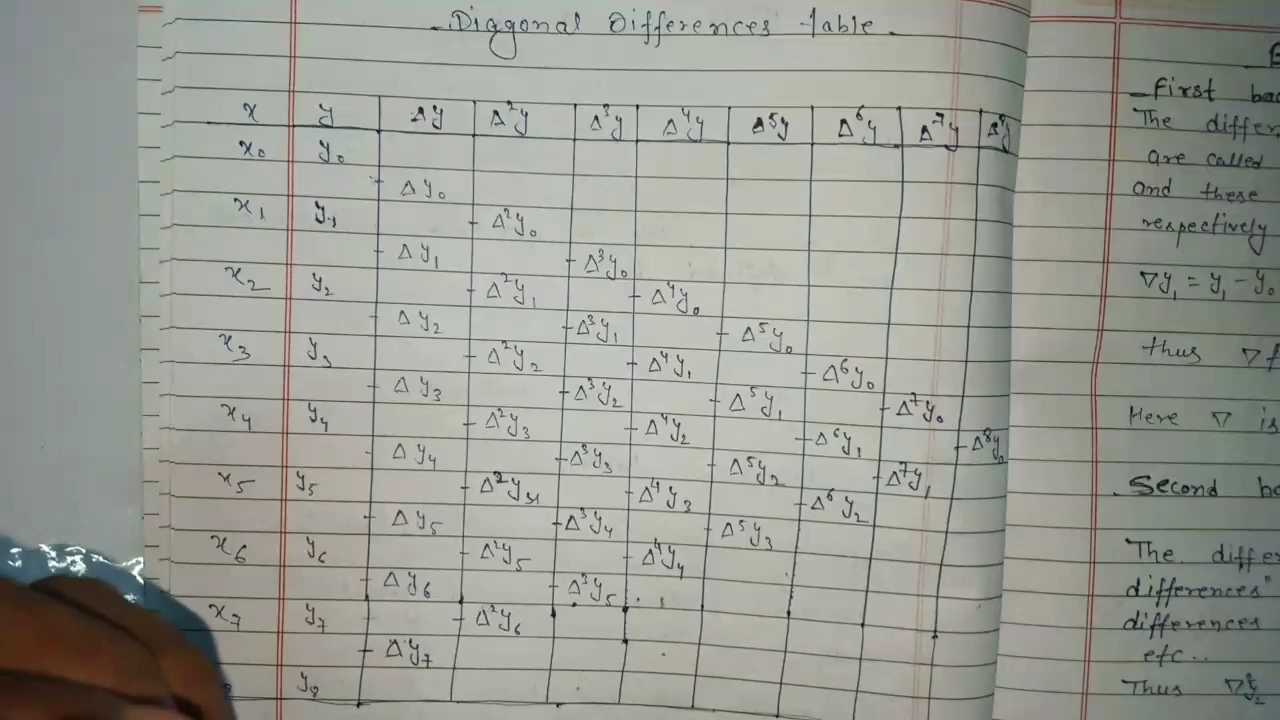 Diggonal Differences table
x y Δy Δ²y Δ³y Δ⁴y Δ⁵y Δ⁶y Δ⁷y Δ⁸y
x₀ y₀
Δy₀
x₁ y₁ Δ²y₀
Δy₁ Δ³y₀
x₂ y₂ Δ²y₁ Δ⁴y₀
Δy₂ Δ³y₁ Δ⁵y₀
x₃ y₃ Δ²y₂ Δ⁴y₁ Δ⁶y₀
Δy₃ Δ³y₂ Δ⁵y₁ Δ⁷y₀
x₄ y₄ Δ²y₃ Δ⁴y₂ Δ⁶y₁ Δ⁸y₀
Δy₄ Δ³y₃ Δ⁵y₂ Δ⁷y₁
x₅ y₅ Δ²y₄ Δ⁴y₃ Δ⁶y₂
Δy₅ Δ³y₄ Δ⁵y₃
x₆ y₆ Δ²y₅ Δ⁴y₄
Δy₆ Δ³y₅
x₇ y₇ Δ²y₆
Δy₇
y₈
First bac
The differ
are called
and these
respectively
∇y₁ = y₁ - y₀
thus ∇f
Here ∇ is
Second ba
The differ
differences"
differences
etc..
Thus ∇y₂